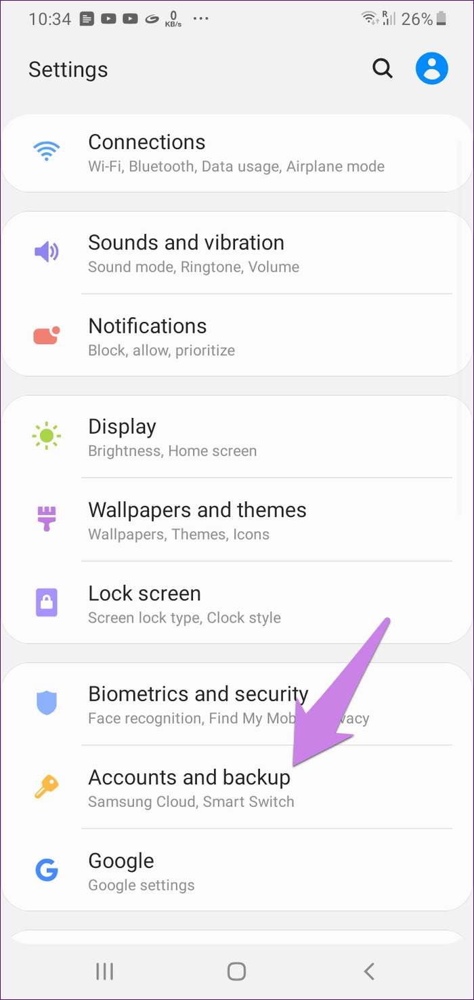 10:34 0 KB/s ... R 26%
Settings
Connections
Wi-Fi, Bluetooth, Data usage, Airplane mode
Sounds and vibration
Sound mode, Ringtone, Volume
Notifications
Block, allow, prioritize
Display
Brightness, Home screen
Wallpapers and themes
Wallpapers, Themes, Icons
Lock screen
Screen lock type, Clock style
Biometrics and security
Face recognition, Find My
Accounts and backup
Samsung Cloud, Smart Switch
G Google
Google settings